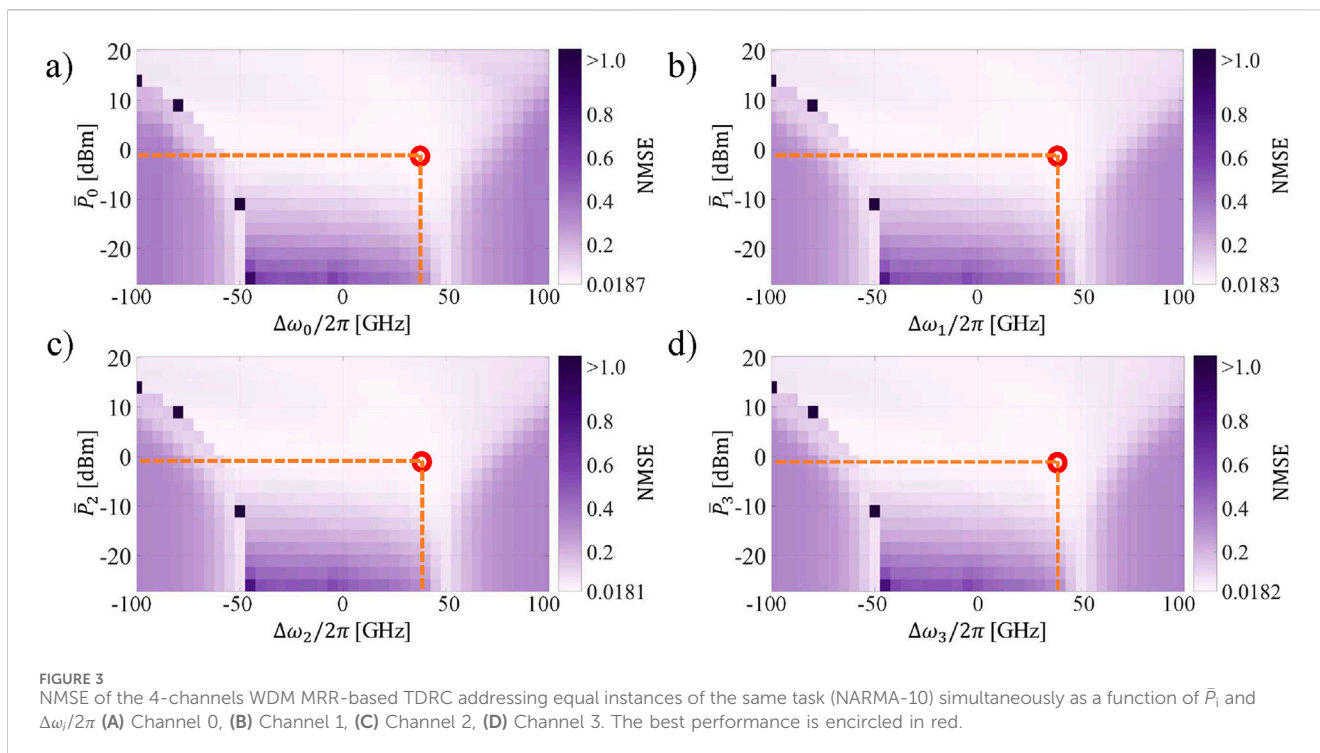 a)
20
10
0
-10
-20
P̄₀ [dBm]
-100 -50 0 50 100
Δω₀/2π [GHz]
>1.0
0.8
0.6
0.4
0.2
0.0187
NMSE
b)
20
10
0
-10
-20
P̄₁ [dBm]
-100 -50 0 50 100
Δω₁/2π [GHz]
>1.0
0.8
0.6
0.4
0.2
0.0183
NMSE
c)
20
10
0
-10
-20
P̄₂ [dBm]
-100 -50 0 50 100
Δω₂/2π [GHz]
>1.0
0.8
0.6
0.4
0.2
0.0181
NMSE
d)
20
10
0
-10
-20
P̄₃ [dBm]
-100 -50 0 50 100
Δω₃/2π [GHz]
>1.0
0.8
0.6
0.4
0.2
0.0182
NMSE
FIGURE 3
NMSE of the 4-channels WDM MRR-based TDRC addressing equal instances of the same task (NARMA-10) simultaneously as a function of P̄ᵢ and
Δωᵢ/2π (A) Channel 0, (B) Channel 1, (C) Channel 2, (D) Channel 3. The best performance is encircled in red.